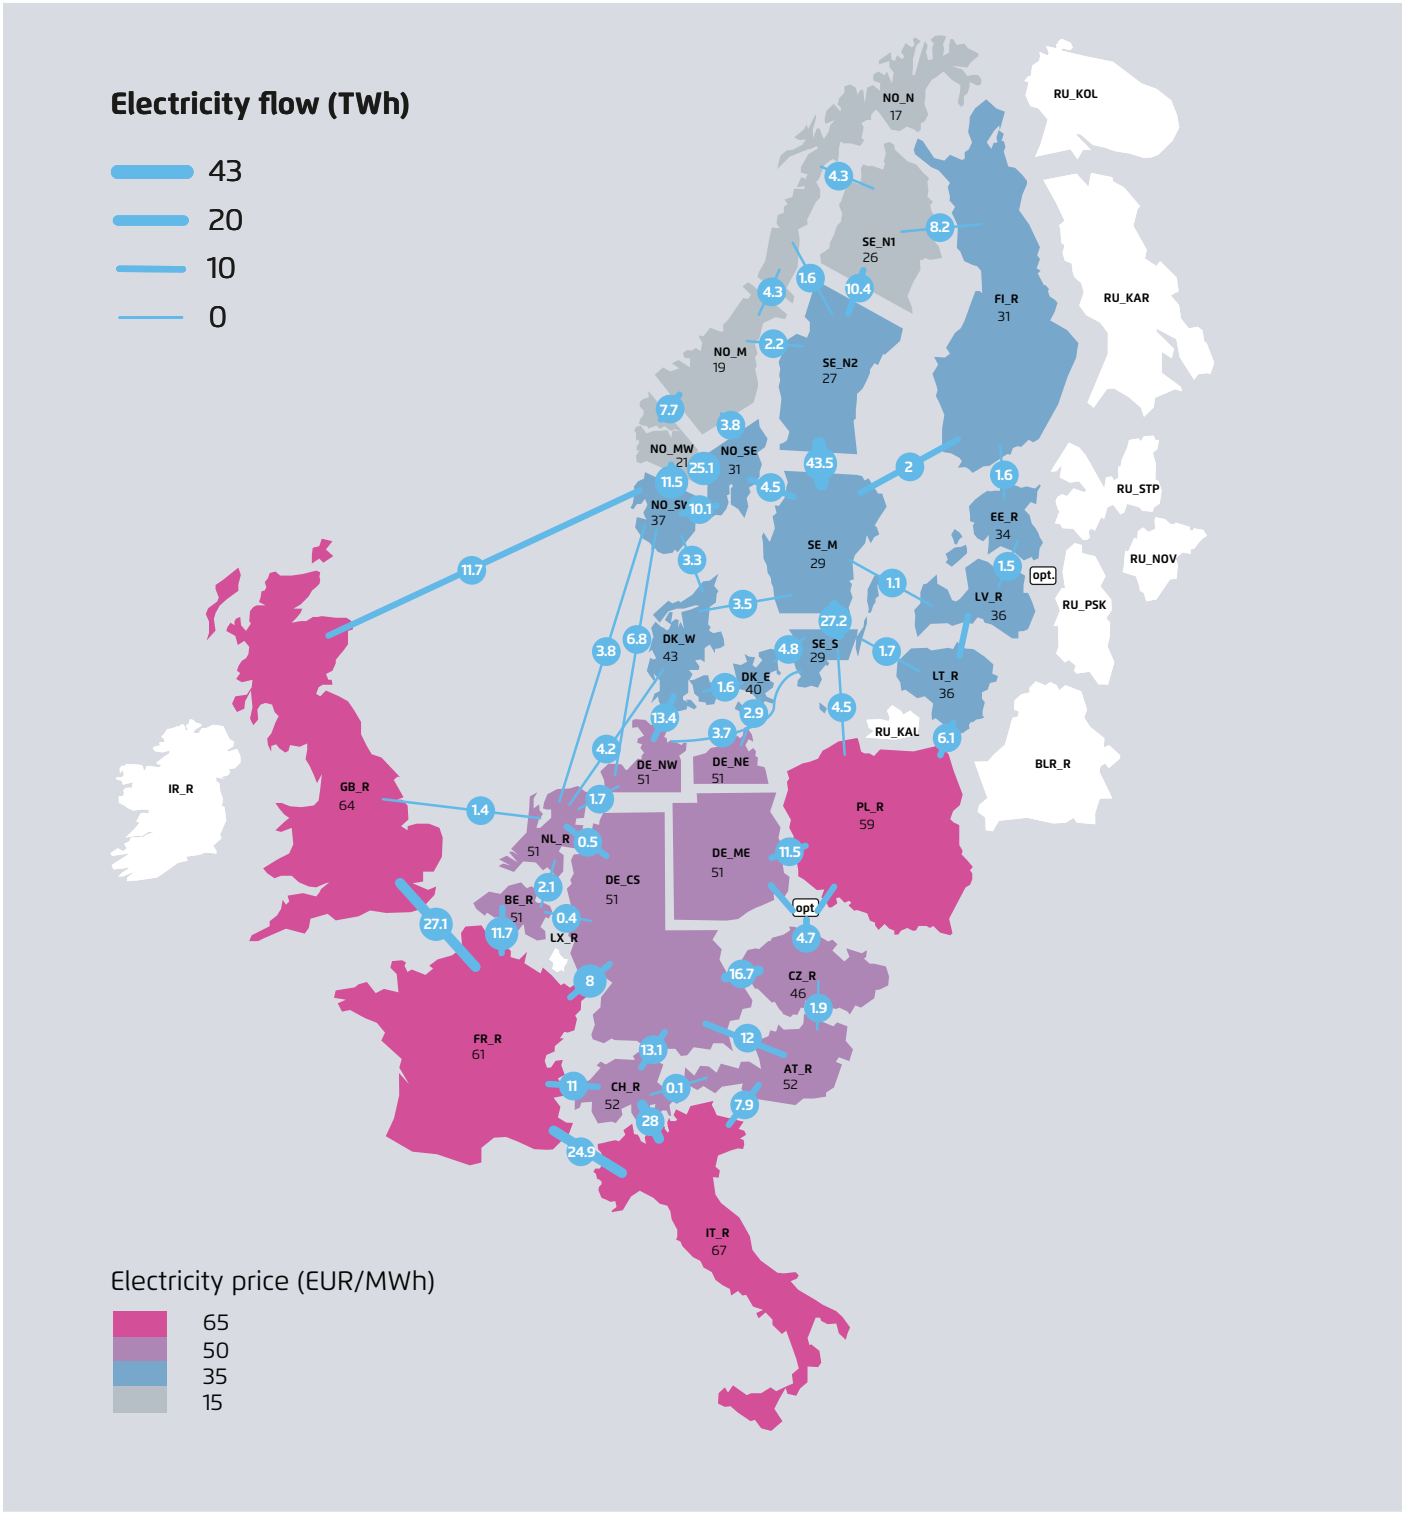 Electricity flow (TWh)
43
20
10
0
NO_N
17
RU_KOL
4.3
8.2
SE_N1
26
1.6
4.3
10.4
FI_R
31
RU_KAR
2.2
NO_M
19
SE_N2
27
7.7
3.8
NO_MW
21
NO_SE
31
25.1
43.5
2
11.5
4.5
1.6
RU_STP
NO_SW
37
10.1
EE_R
34
SE_M
29
RU_NOV
11.7
3.3
1.5
opt.
1.1
LV_R
36
RU_PSK
3.5
27.2
6.8
3.8
DK_W
43
4.8
SE_S
29
1.7
LT_R
36
1.6
DK_E
40
4.5
2.9
13.4
3.7
RU_KAL
6.1
4.2
DE_NW
51
DE_NE
51
BLR_R
IR_R
GB_R
64
1.7
1.4
PL_R
59
NL_R
51
0.5
DE_ME
51
11.5
DE_CS
51
2.1
BE_R
51
opt.
0.4
27.1
11.7
LX_R
4.7
16.7
CZ_R
46
8
1.9
FR_R
61
12
13.1
AT_R
52
11
CH_R
52
0.1
7.9
28
24.9
IT_R
67
Electricity price (EUR/MWh)
65
50
35
15